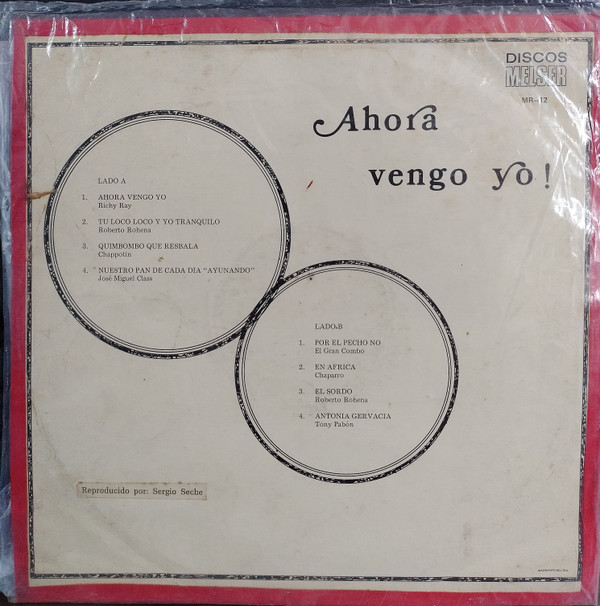 DISCOS
MELSER
MR-12
Ahora
vengo yo!
LADO A
1. AHORA VENGO YO
Richy Ray
2. TU LOCO LOCO Y YO TRANQUILO
Roberto Rohena
3. QUIMBOMBO QUE RESBALA
Chappotin
4. NUESTRO PAN DE CADA DIA "AYUNANDO"
José Miguel Class
LADO B
1. POR EL PECHO NO
El Gran Combo
2. EN AFRICA
Chaparro
3. EL SORDO
Roberto Rohena
4. ANTONIA GERVACIA
Tony Pabón
Reproducido por: Sergio Seche